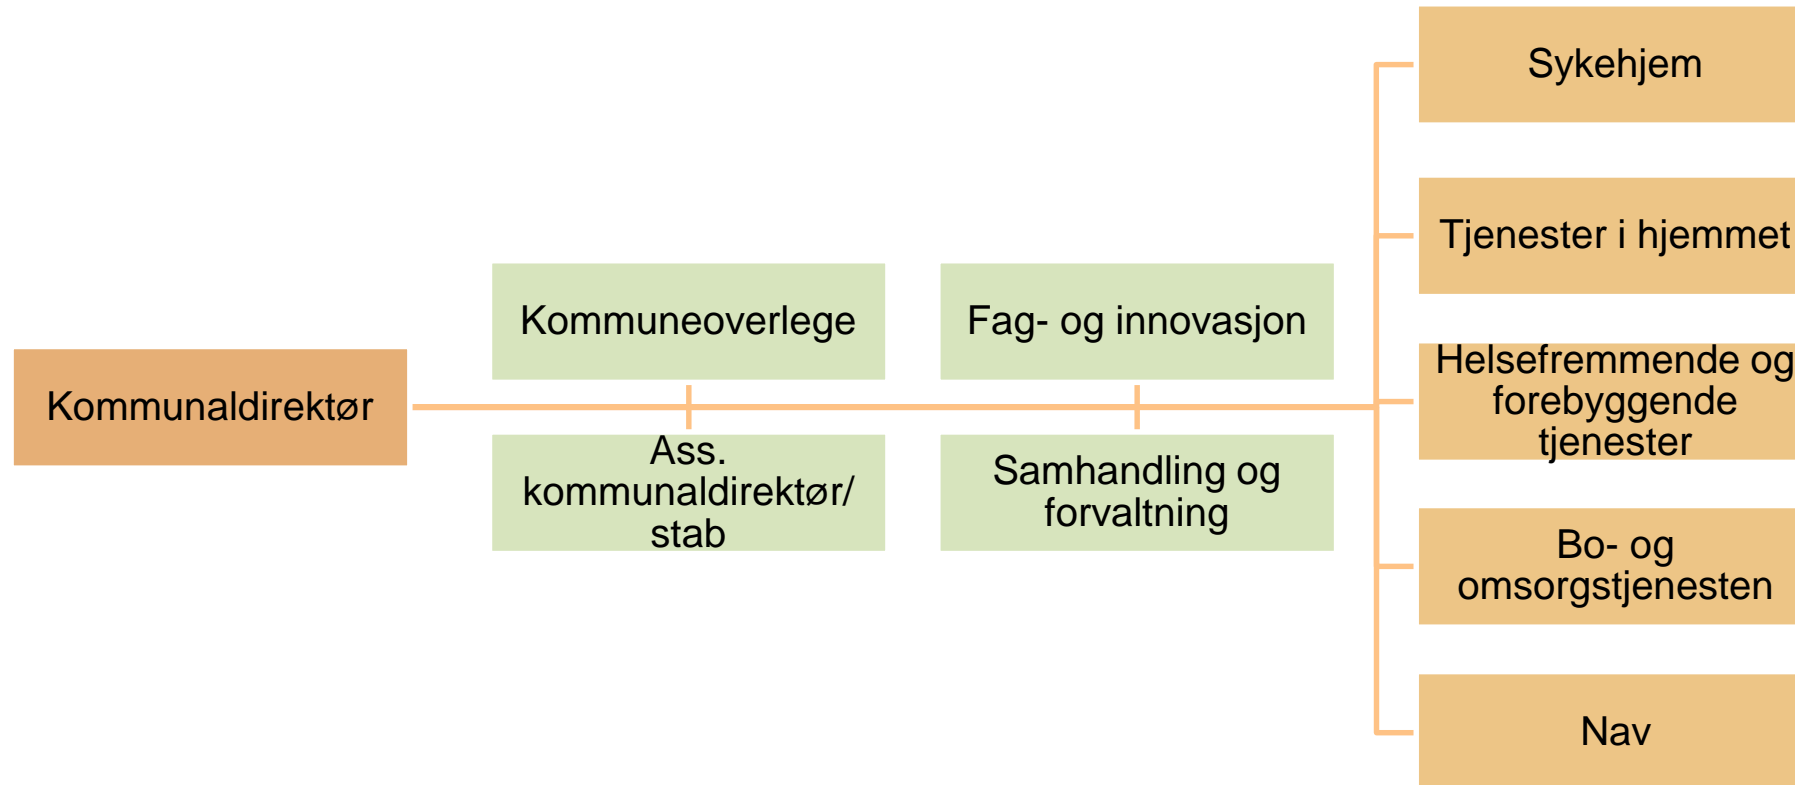 Kommunaldirektør
Kommuneoverlege
Ass.
kommunaldirektør/
stab
Fag- og innovasjon
Samhandling og
forvaltning
Sykehjem
Tjenester i hjemmet
Helsefremmende og
forebyggende
tjenester
Bo- og
omsorgstjenesten
Nav